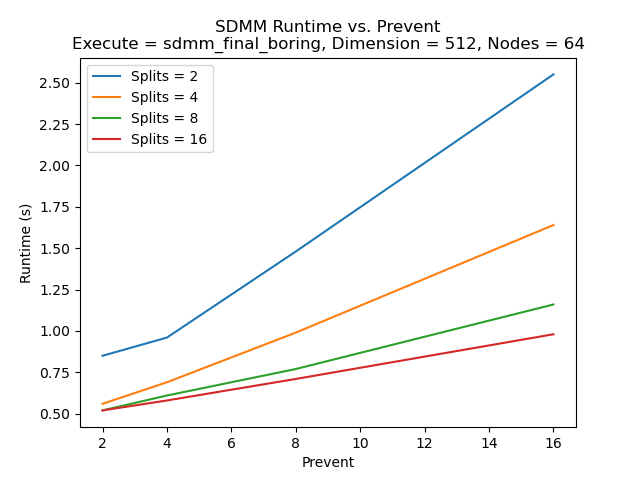 SDMM Runtime vs. Prevent
Execute = sdmm_final_boring, Dimension = 512, Nodes = 64
Splits = 2
Splits = 4
Splits = 8
Splits = 16
Runtime (s)
2.50
2.25
2.00
1.75
1.50
1.25
1.00
0.75
0.50
2 4 6 8 10 12 14 16
Prevent